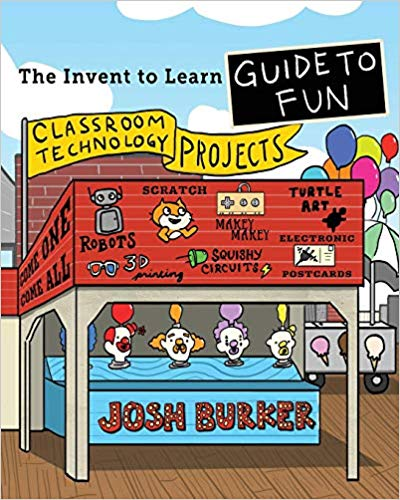 The Invent to Learn
GUIDE TO
FUN
CLASSROOM
TECHNOLOGY
PROJECTS
COME ONE
COME ALL
ROBOTS
SCRATCH
MAKEY
MAKEY
TURTLE
ART
3D
printing
SQUISHY
CIRCUITS
ELECTRONIC
POSTCARDS
JOSH BURKER